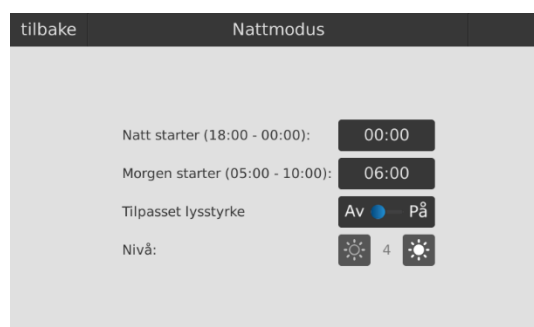 tilbake Nattmodus
Natt starter (18:00 - 00:00): 00:00
Morgen starter (05:00 - 10:00): 06:00
Tilpasset lysstyrke Av På
Nivå: 4